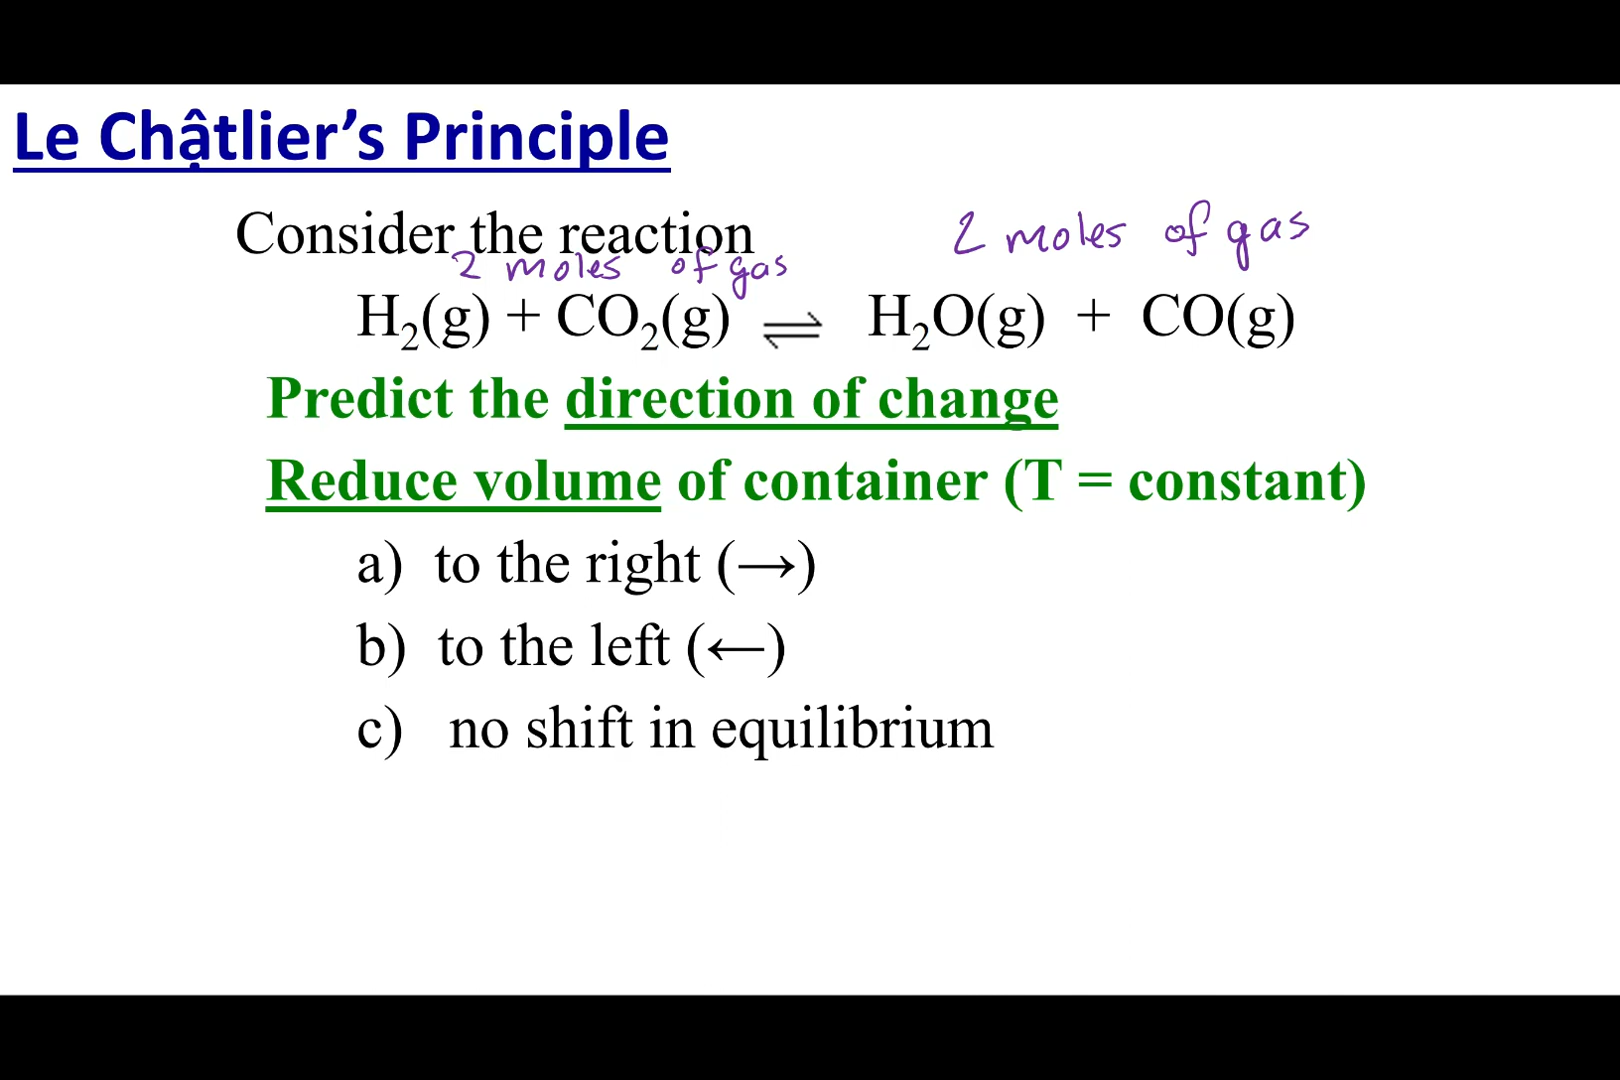 Le Chậtlier’s Principle
Consider the reaction
2 moles of gas
2 moles of gas
H₂(g) + CO₂(g) ⇌ H₂O(g) + CO(g)
Predict the direction of change
Reduce volume of container (T = constant)
a) to the right (→)
b) to the left (←)
c) no shift in equilibrium